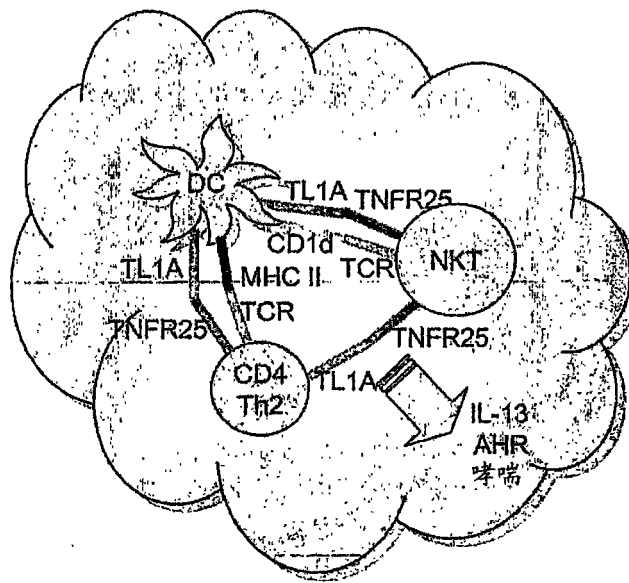 DC
TL1A
TNFR25
CD1d
TCR
NKT
TL1A
MHC II
TCR
TNFR25
TNFR25
CD4
Th2
TL1A
IL-13
AHR
哮喘